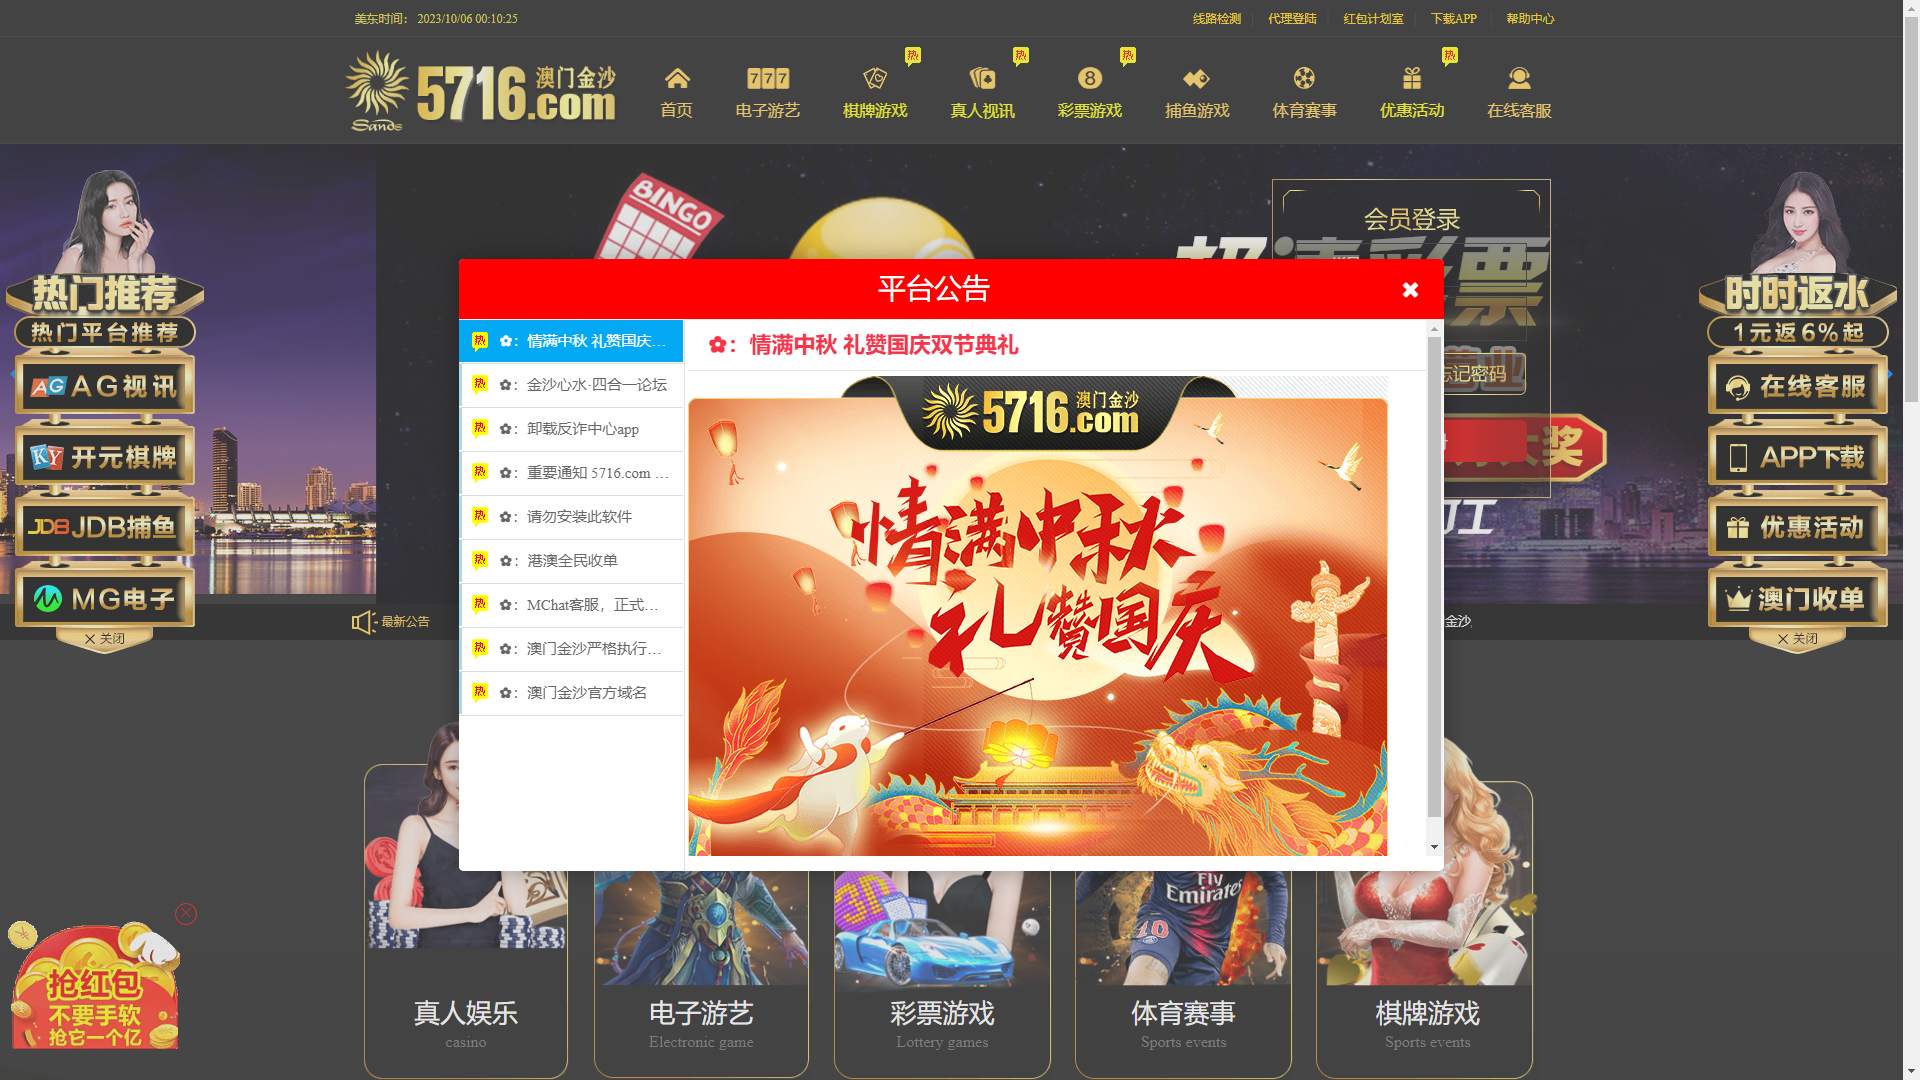 美东时间： 2023/10/06 00:10:25
线路检测
代理登陆
红包计划室
下载APP
帮助中心
Sands
5716.com
澳门金沙
首页
777
电子游艺
热
棋牌游戏
热
真人视讯
8
热
彩票游戏
捕鱼游戏
体育赛事
热
优惠活动
在线客服
热门推荐
热门平台推荐
AG AG视讯
KY 开元棋牌
JDB JDB捕鱼
MG电子
关闭
BINGO
会员登录
彩票
忘记密码
大奖
时时返水
1元返6%起
在线客服
APP下载
优惠活动
澳门收单
关闭
平台公告
热 ✿：情满中秋 礼赞国庆...
热 ✿：金沙心水·四合一论坛
热 ✿：卸载反诈中心app
热 ✿：重要通知 5716.com ...
热 ✿：请勿安装此软件
热 ✿：港澳全民收单
热 ✿：MChat客服，正式...
热 ✿：澳门金沙严格执行...
热 ✿：澳门金沙官方域名
✿：情满中秋 礼赞国庆双节典礼
5716.com
澳门金沙
情满中秋
礼赞国庆
最新公告
金沙
抢红包
不要手软
抢它一个亿
真人娱乐
casino
电子游艺
Electronic game
彩票游戏
Lottery games
Fly
Emirates
10
体育赛事
Sports events
棋牌游戏
Sports events